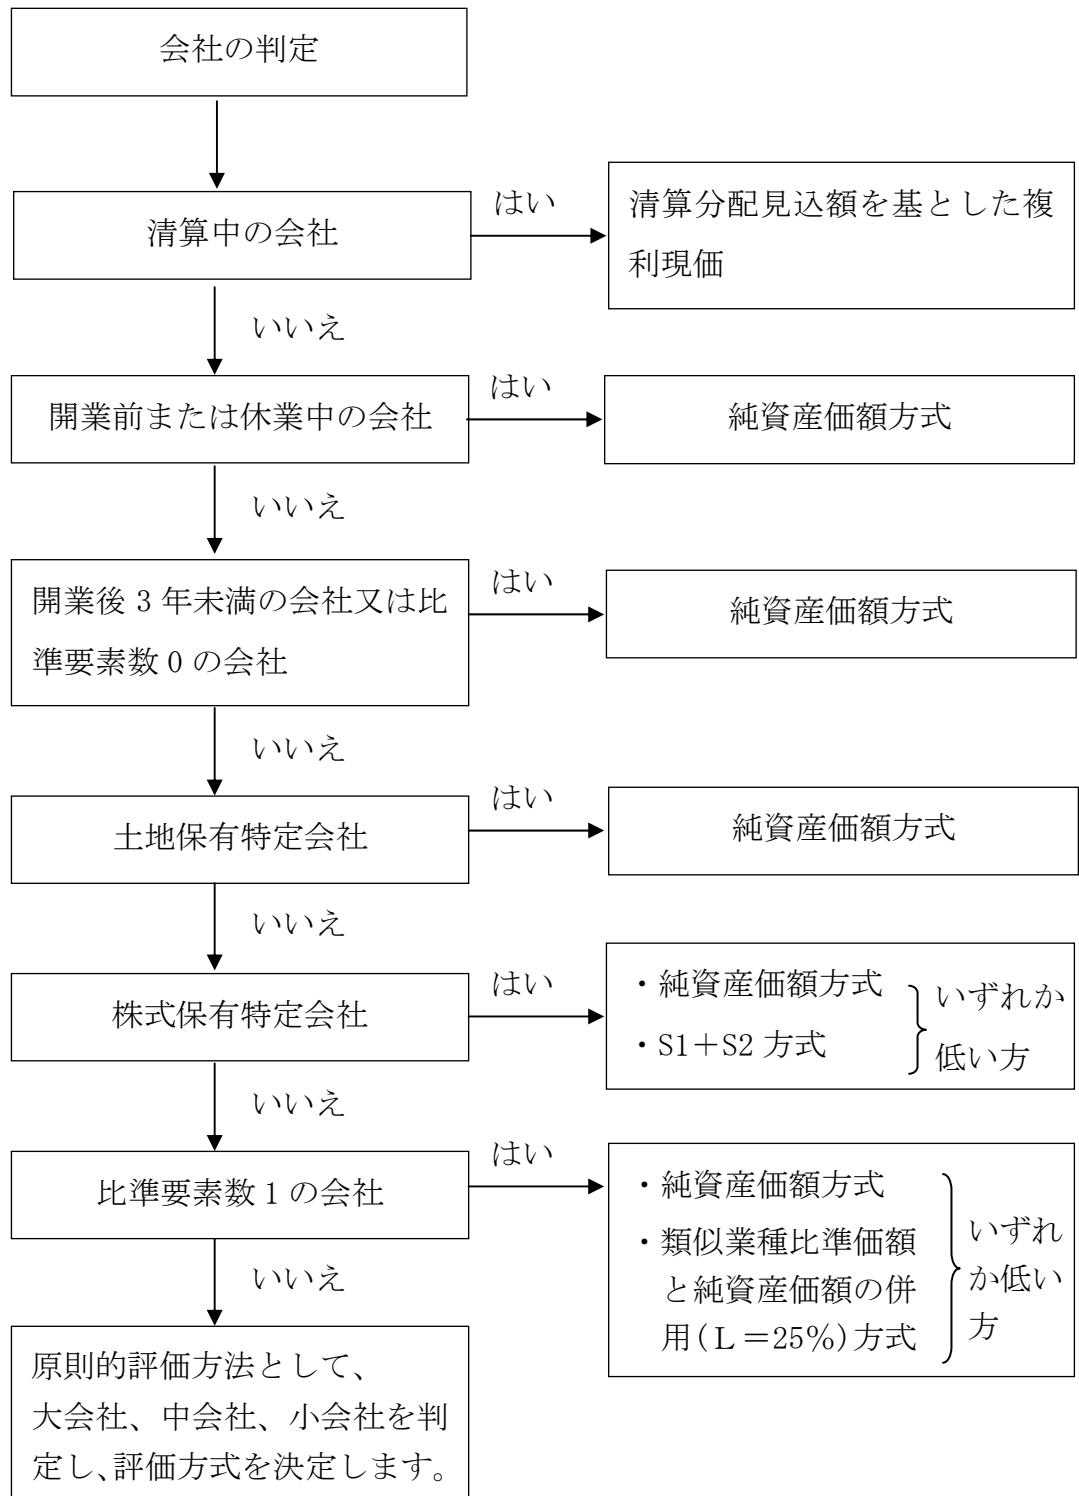 会社の判定
清算中の会社
はい
清算分配見込額を基とした複
利現価
いいえ
開業前または休業中の会社
はい
純資産価額方式
いいえ
開業後 3 年未満の会社又は比
準要素数 0 の会社
はい
純資産価額方式
いいえ
土地保有特定会社
はい
純資産価額方式
いいえ
株式保有特定会社
はい
・純資産価額方式
・S1＋S2 方式
いずれか
低い方
いいえ
比準要素数 1 の会社
はい
・純資産価額方式
・類似業種比準価額
と純資産価額の併
用(Ｌ＝25%)方式
いずれ
か低い
方
いいえ
原則的評価方法として、
大会社、中会社、小会社を判
定し、評価方式を決定します。